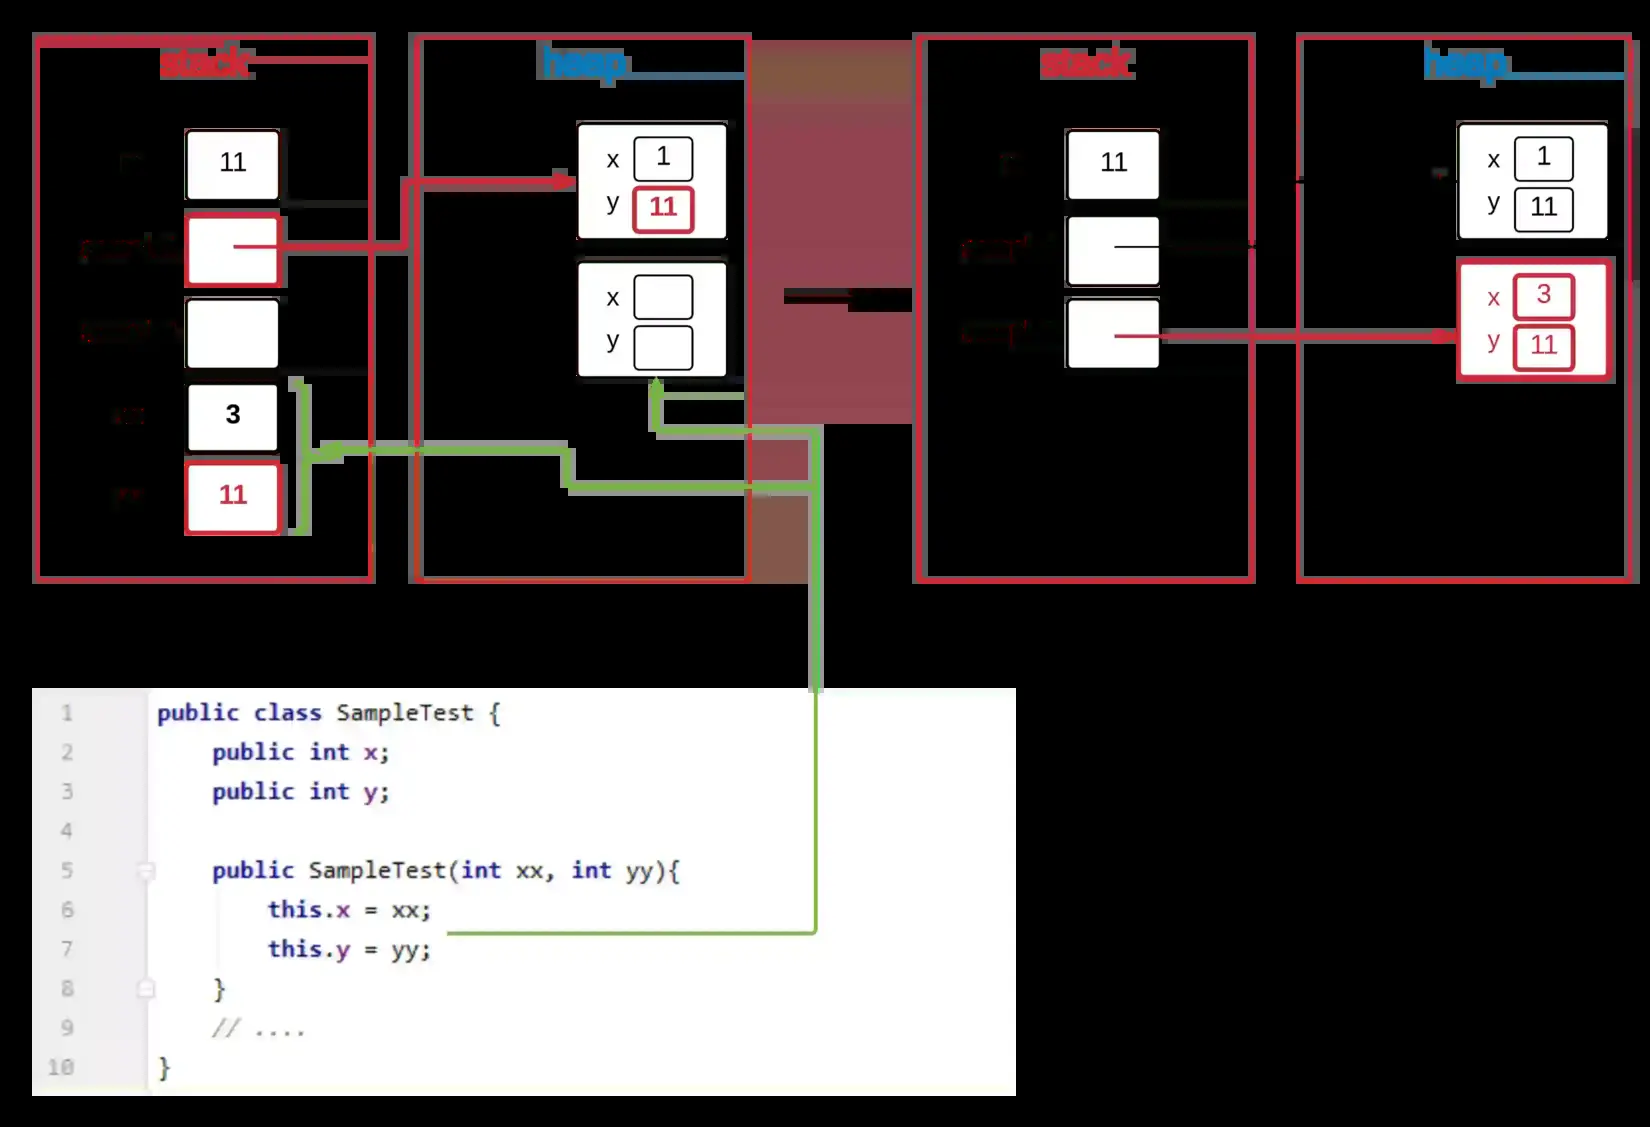 stack
heap
stack
heap
11
x 1
y 11
11
x 1
y 11
x
y
x 3
y 11
3
11
1 public class SampleTest {
2 public int x;
3 public int y;
4
5 public SampleTest(int xx, int yy){
6 this.x = xx;
7 this.y = yy;
8 }
9 // ....
10 }